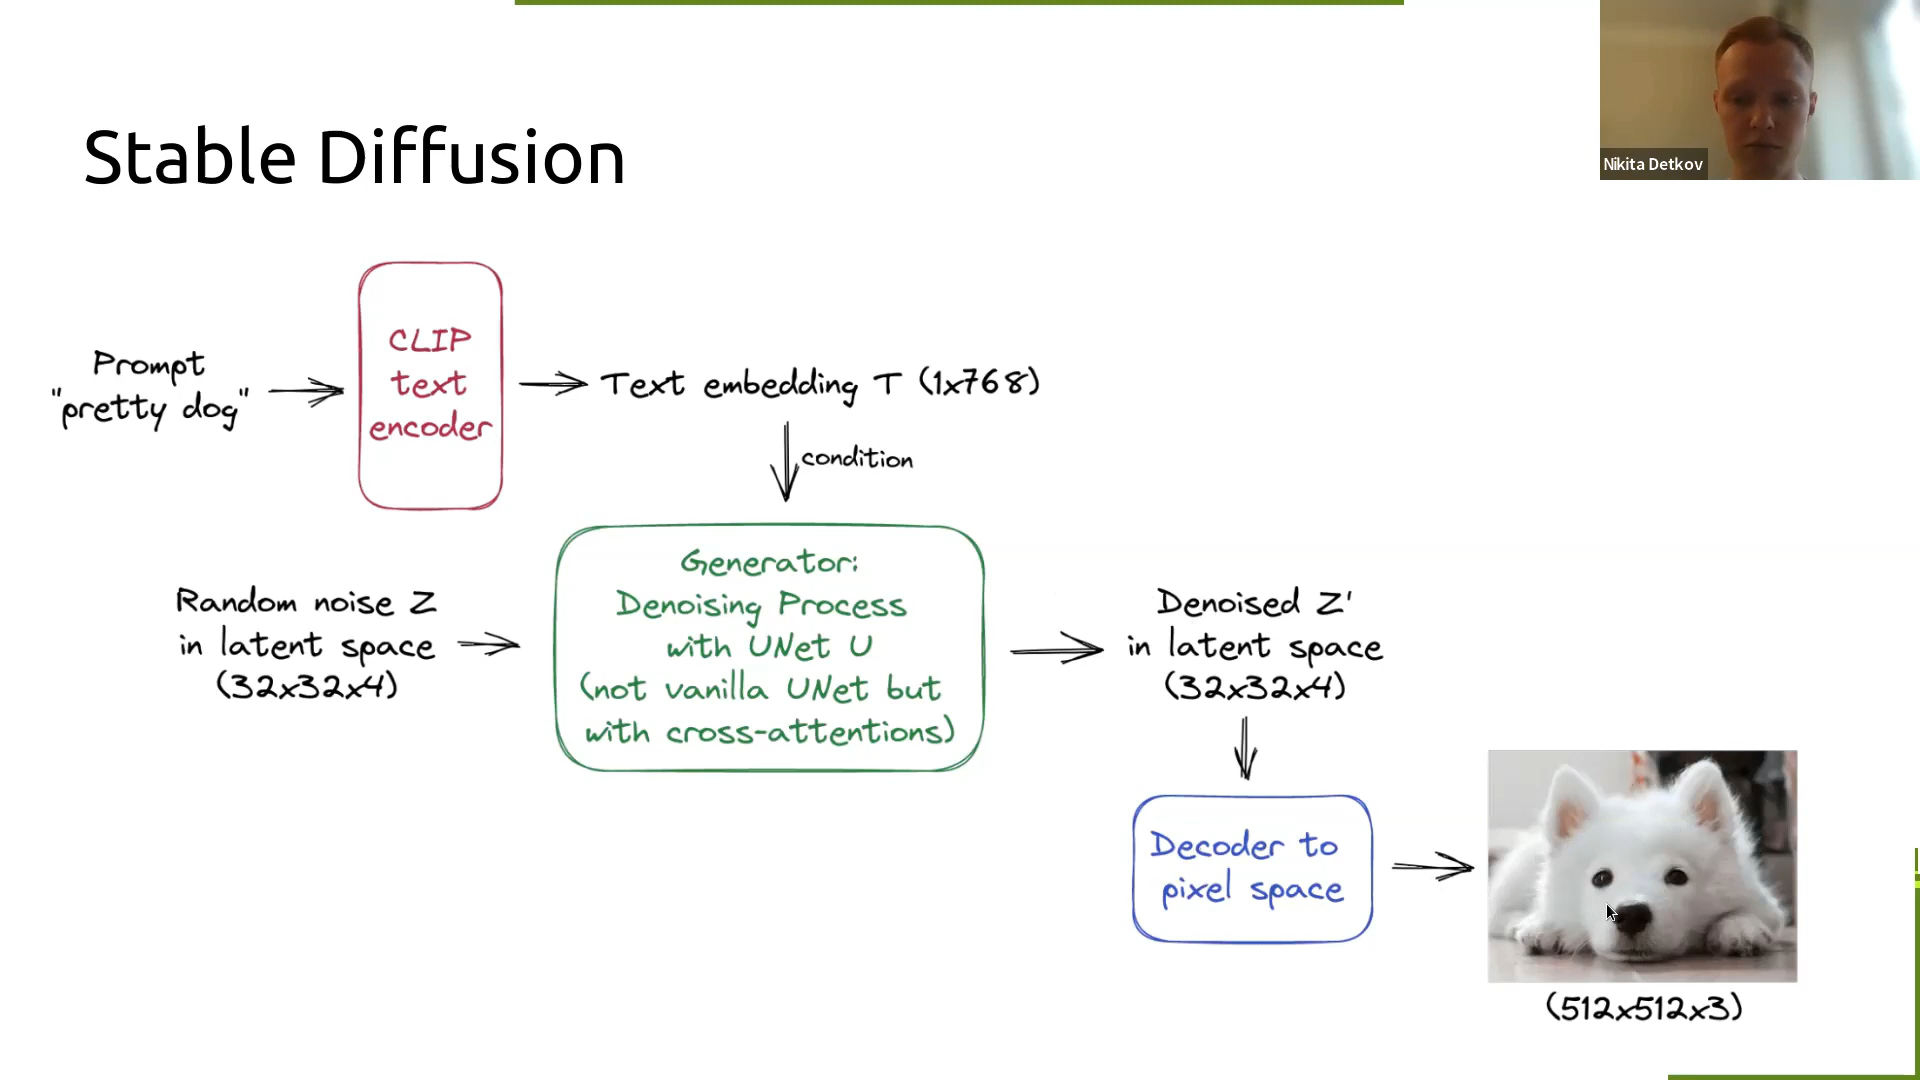 Stable Diffusion
Nikita Detkov
Prompt
"pretty dog"
CLIP
text
encoder
Text embedding T (1x768)
condition
Random noise Z
in latent space
(32x32x4)
Generator:
Denoising Process
with UNet U
(not vanilla UNet but
with cross-attentions)
Denoised Z'
in latent space
(32x32x4)
Decoder to
pixel space
(512x512x3)